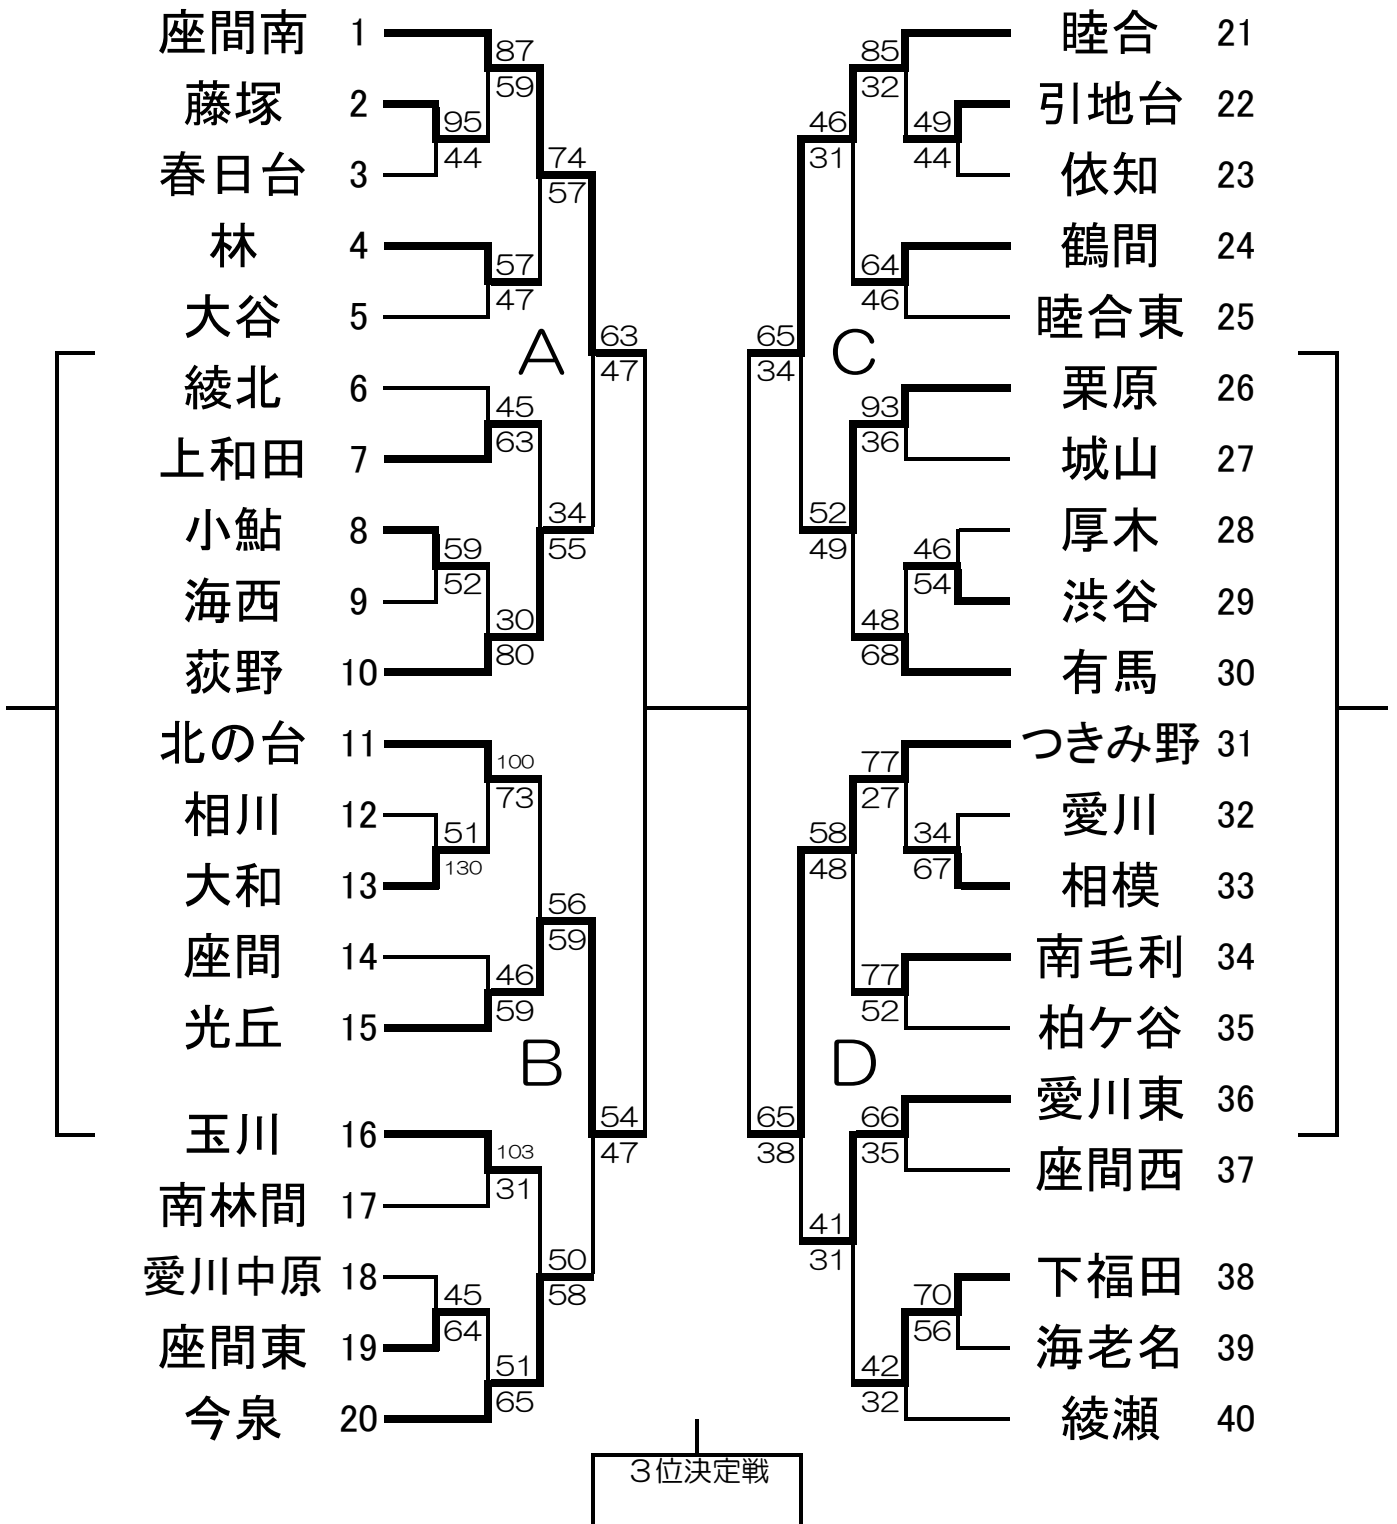 座間南 1
87
59
藤塚 2
95
44
春日台 3
74
57
林 4
57
47
大谷 5
A
63
47
綾北 6
45
63
上和田 7
小鮎 8
34
55
59
52
海西 9
30
80
荻野 10
北の台 11
100
73
相川 12
51
130
大和 13
56
59
座間 14
46
59
光丘 15
B
54
47
玉川 16
103
31
南林間 17
愛川中原 18
50
58
45
64
座間東 19
51
65
今泉 20
睦合 21
85
32
引地台 22
46
31
49
44
依知 23
鶴間 24
64
46
睦合東 25
65
34
C
栗原 26
93
36
城山 27
厚木 28
52
49
46
54
渋谷 29
48
68
有馬 30
つきみ野 31
77
27
愛川 32
58
48
34
67
相模 33
南毛利 34
77
52
柏ケ谷 35
D
愛川東 36
65
38
66
35
座間西 37
41
31
下福田 38
70
56
海老名 39
42
32
綾瀬 40
３位決定戦